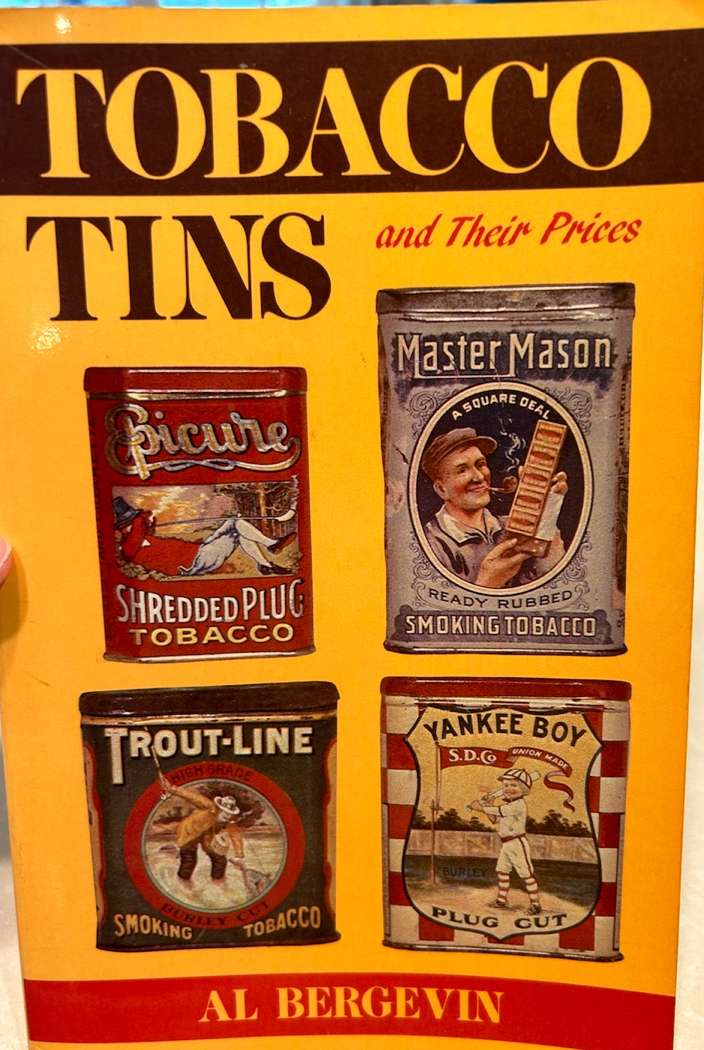 TOBACCO
TINS
and Their Prices
Epicure
SHREDDED PLUG
TOBACCO
Master Mason
A SQUARE DEAL
READY RUBBED
SMOKING TOBACCO
TROUT-LINE
HIGH GRADE
BURLEY CUT
SMOKING TOBACCO
YANKEE BOY
S.D.Co UNION MADE
BURLEY
PLUG CUT
AL BERGEVIN